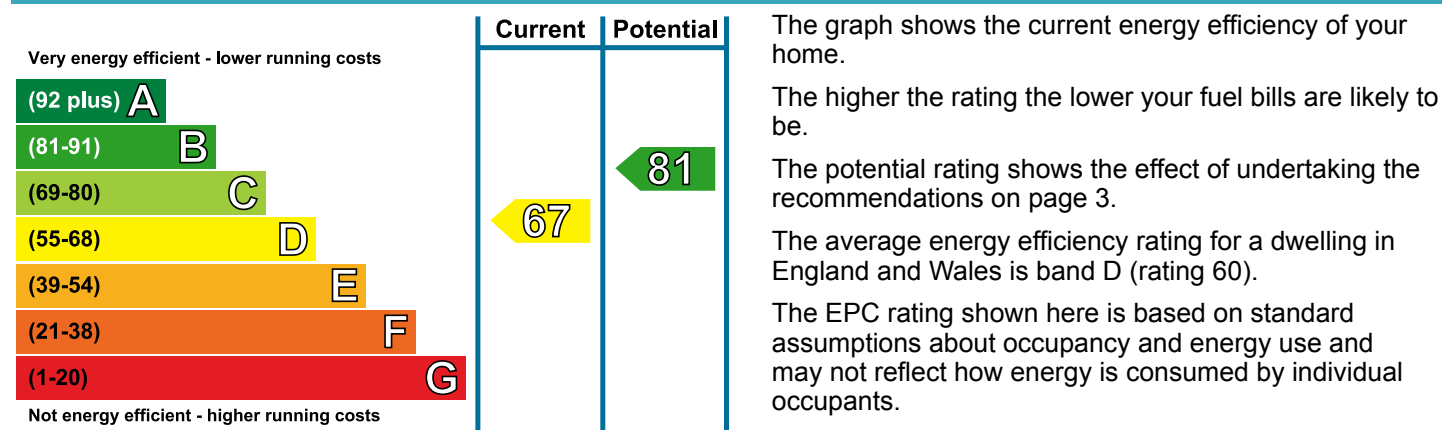 Current Potential
Very energy efficient - lower running costs
(92 plus) A
(81-91) B
(69-80) C
(55-68) D
(39-54) E
(21-38) F
(1-20) G
Not energy efficient - higher running costs
67
81
The graph shows the current energy efficiency of your
home.
The higher the rating the lower your fuel bills are likely to
be.
The potential rating shows the effect of undertaking the
recommendations on page 3.
The average energy efficiency rating for a dwelling in
England and Wales is band D (rating 60).
The EPC rating shown here is based on standard
assumptions about occupancy and energy use and
may not reflect how energy is consumed by individual
occupants.